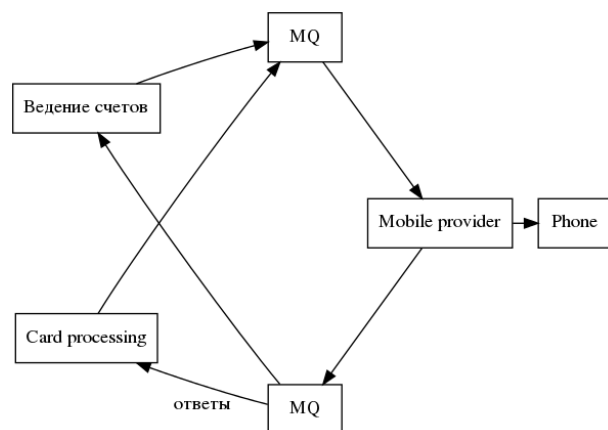 MQ
Ведение счетов
Mobile provider
Phone
Card processing
ответы
MQ